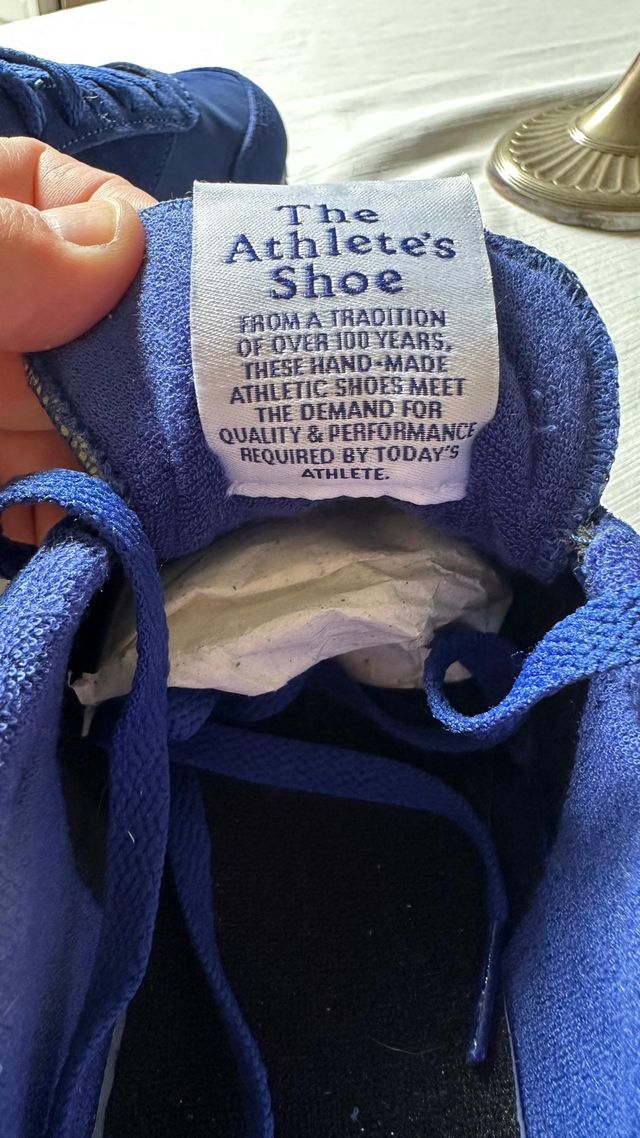 The
Athlete's
Shoe
FROM A TRADITION
OF OVER 100 YEARS,
THESE HAND-MADE
ATHLETIC SHOES MEET
THE DEMAND FOR
QUALITY & PERFORMANCE
REQUIRED BY TODAY'S
ATHLETE.